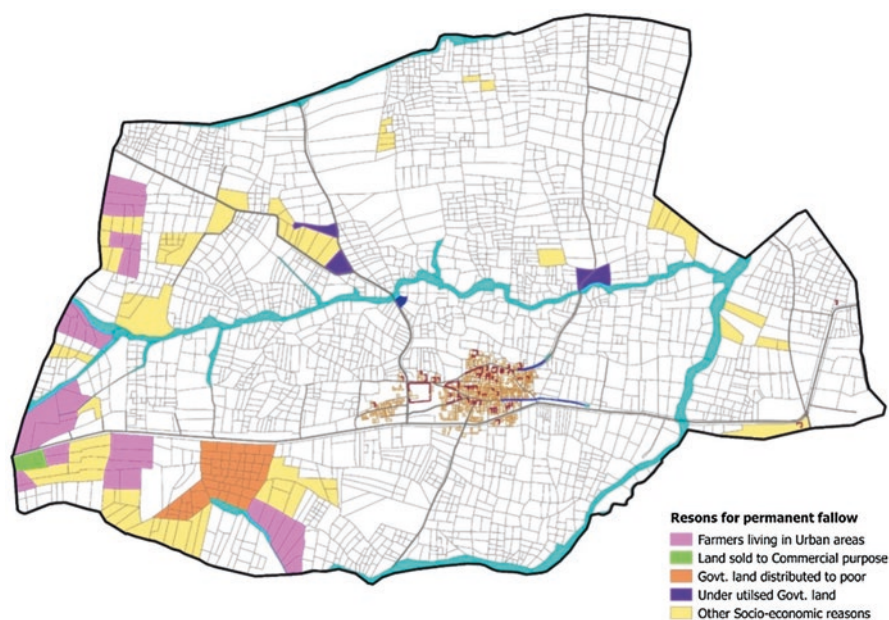 Resons for permanent fallow
Farmers living in Urban areas
Land sold to Commercial purpose
Govt. land distributed to poor
Under utilsed Govt. land
Other Socio-economic reasons